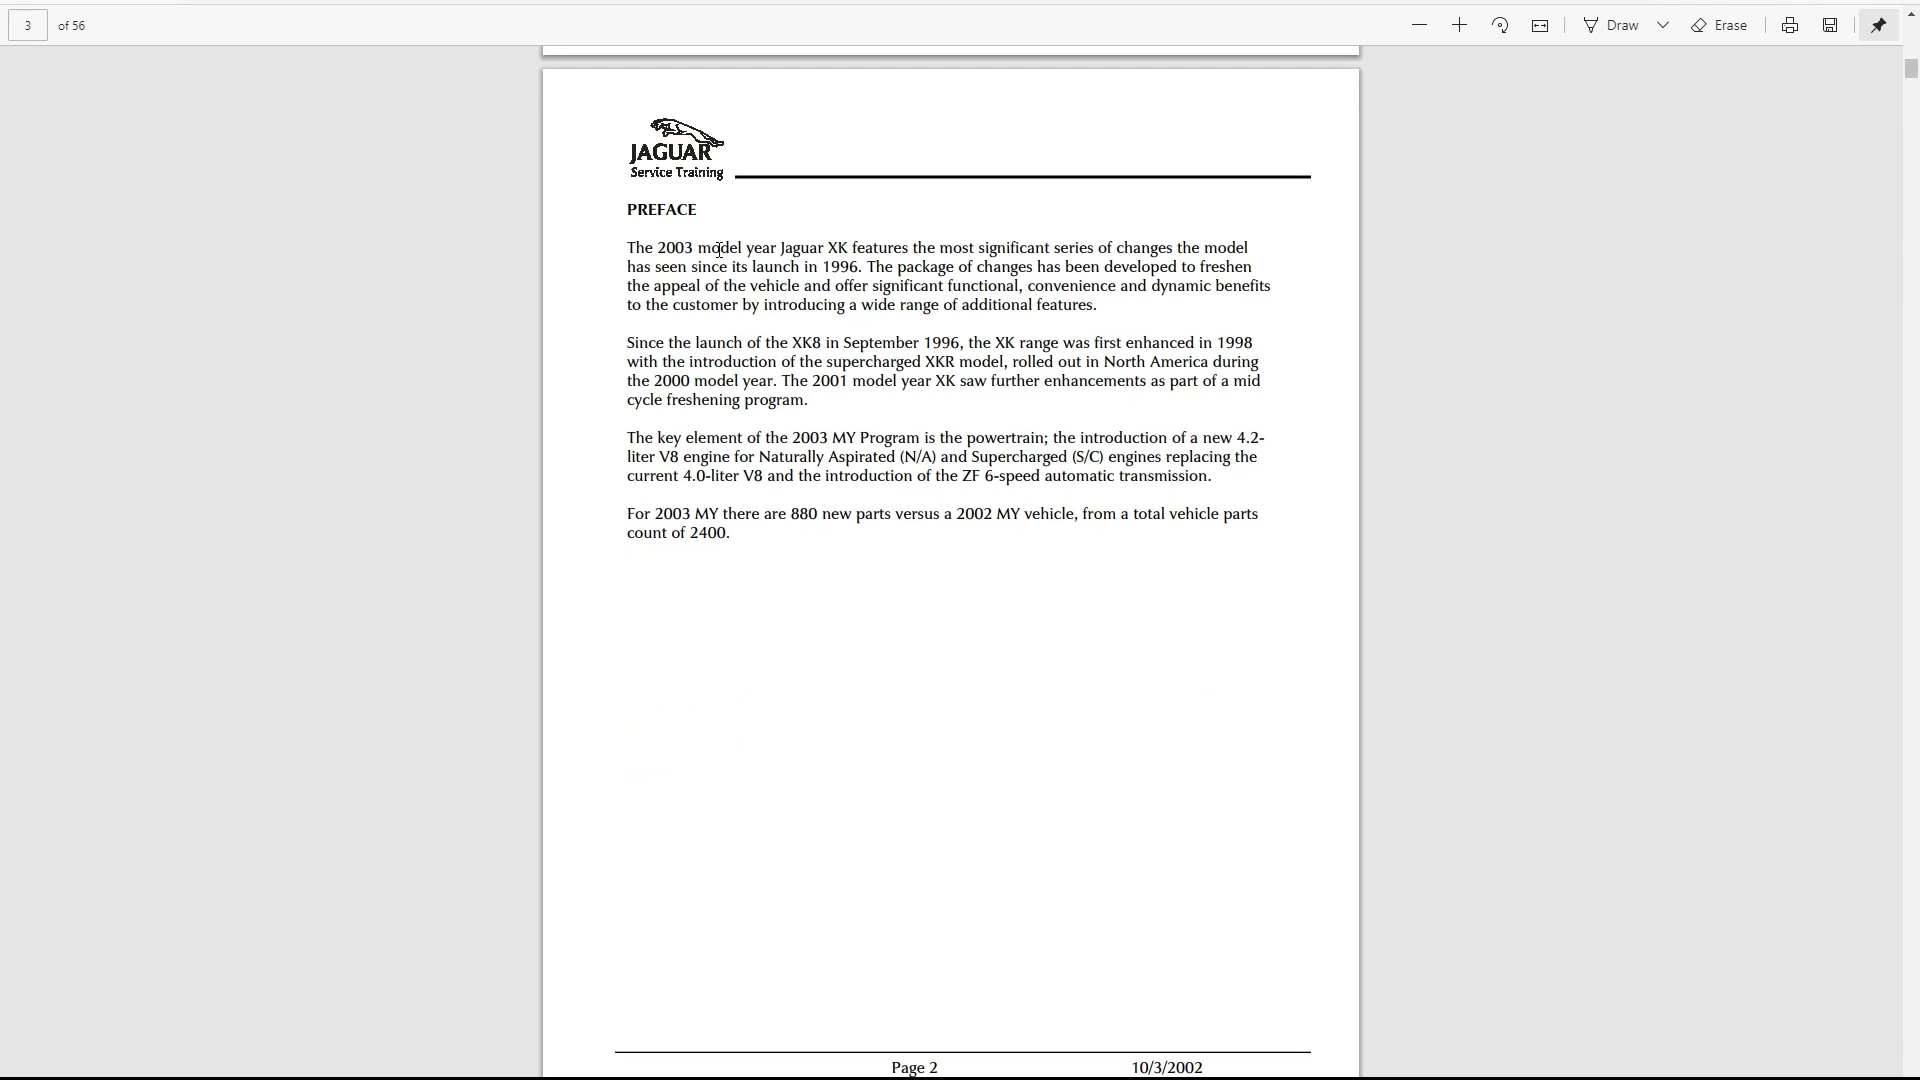 3 of 56 Draw Erase
JAGUAR
Service Training
PREFACE
The 2003 model year Jaguar XK features the most significant series of changes the model
has seen since its launch in 1996. The package of changes has been developed to freshen
the appeal of the vehicle and offer significant functional, convenience and dynamic benefits
to the customer by introducing a wide range of additional features.
Since the launch of the XK8 in September 1996, the XK range was first enhanced in 1998
with the introduction of the supercharged XKR model, rolled out in North America during
the 2000 model year. The 2001 model year XK saw further enhancements as part of a mid
cycle freshening program.
The key element of the 2003 MY Program is the powertrain; the introduction of a new 4.2-
liter V8 engine for Naturally Aspirated (N/A) and Supercharged (S/C) engines replacing the
current 4.0-liter V8 and the introduction of the ZF 6-speed automatic transmission.
For 2003 MY there are 880 new parts versus a 2002 MY vehicle, from a total vehicle parts
count of 2400.
Page 2 10/3/2002